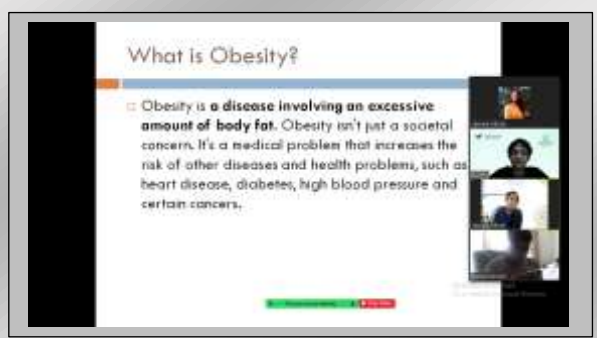 What is Obesity?
Obesity is a disease involving an excessive
amount of body fat. Obesity isn't just a societal
concern. It's a medical problem that increases the
risk of other diseases and health problems, such as
heart disease, diabetes, high blood pressure and
certain cancers.